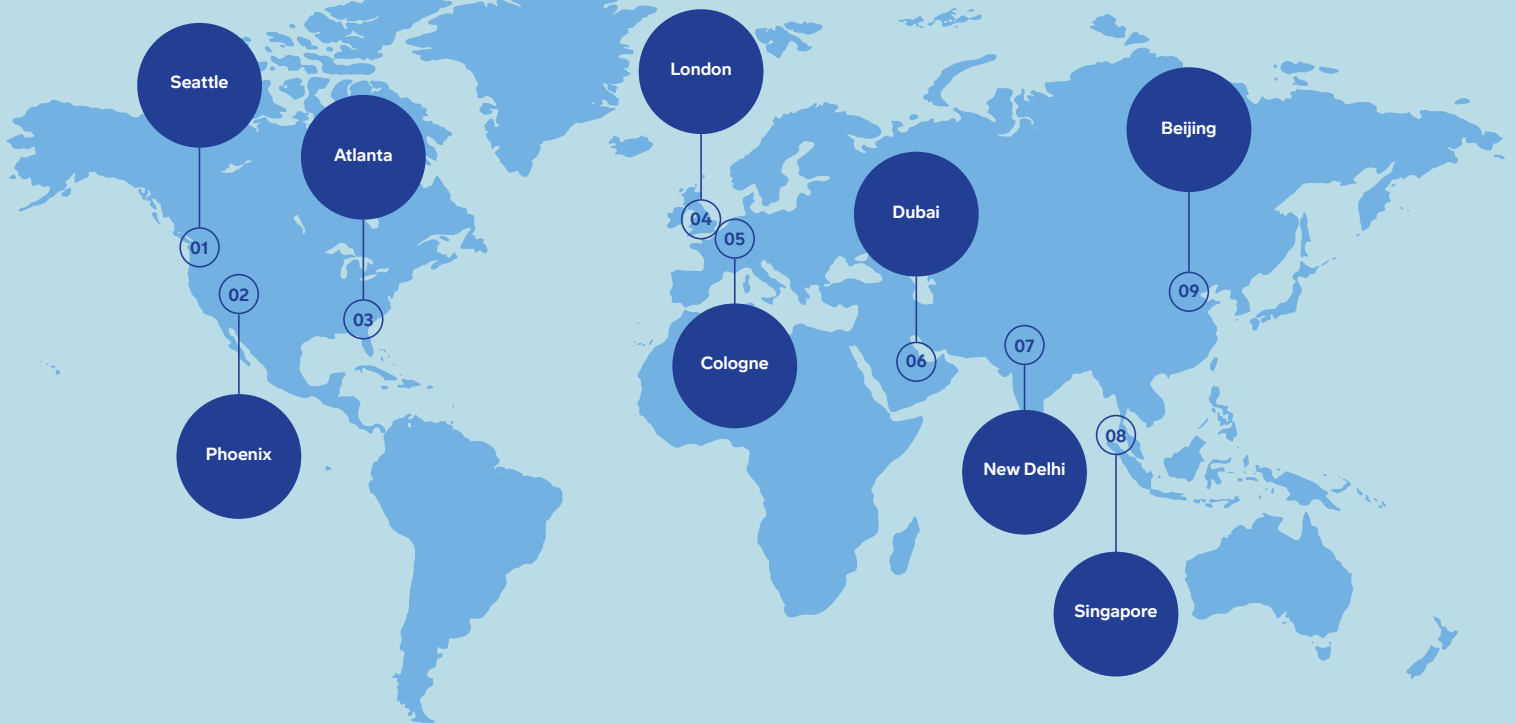 Seattle
01
02
Phoenix
Atlanta
03
London
04
05
Cologne
Dubai
06
07
New Delhi
08
Singapore
Beijing
09